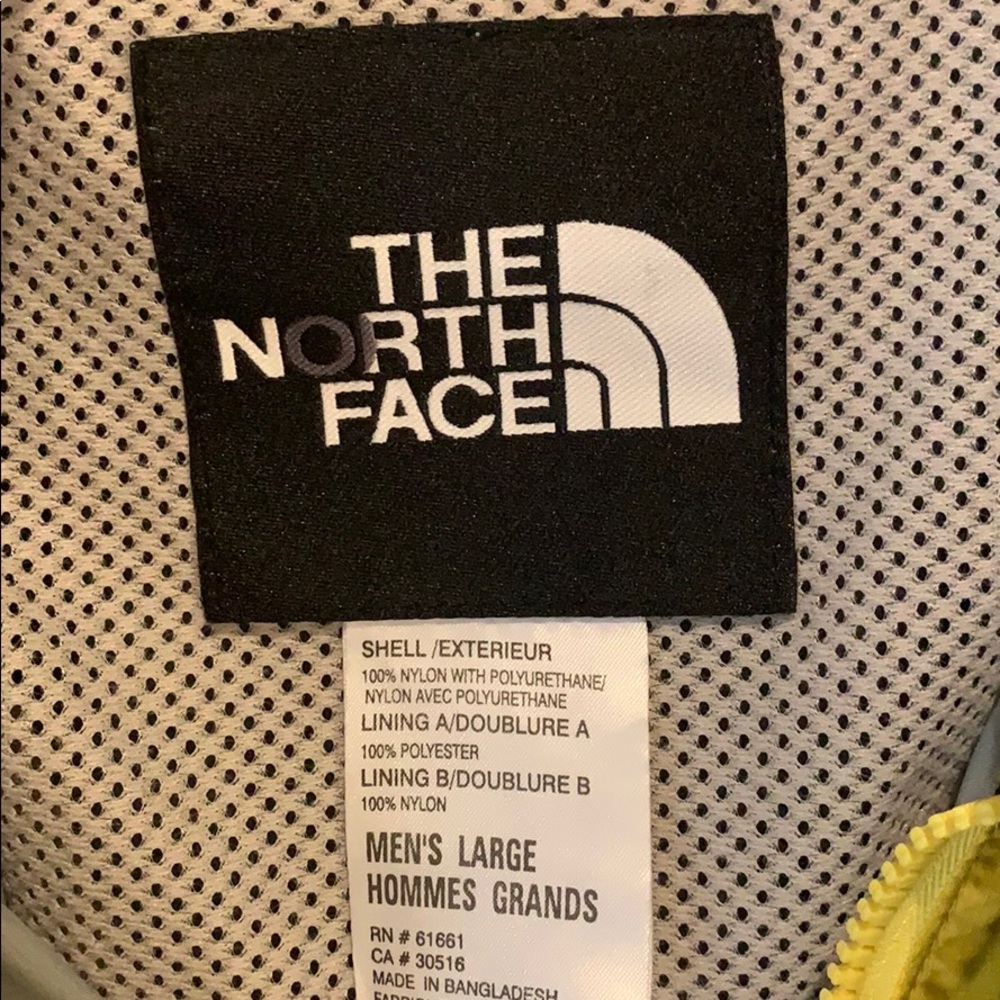 THE
NORTH
FACE
SHELL /EXTERIEUR
100% NYLON WITH POLYURETHANE/
NYLON AVEC POLYURETHANE
LINING A/DOUBLURE A
100% POLYESTER
LINING B/DOUBLURE B
100% NYLON
MEN'S LARGE
HOMMES GRANDS
RN # 61661
CA # 30516
MADE IN BANGLADESH